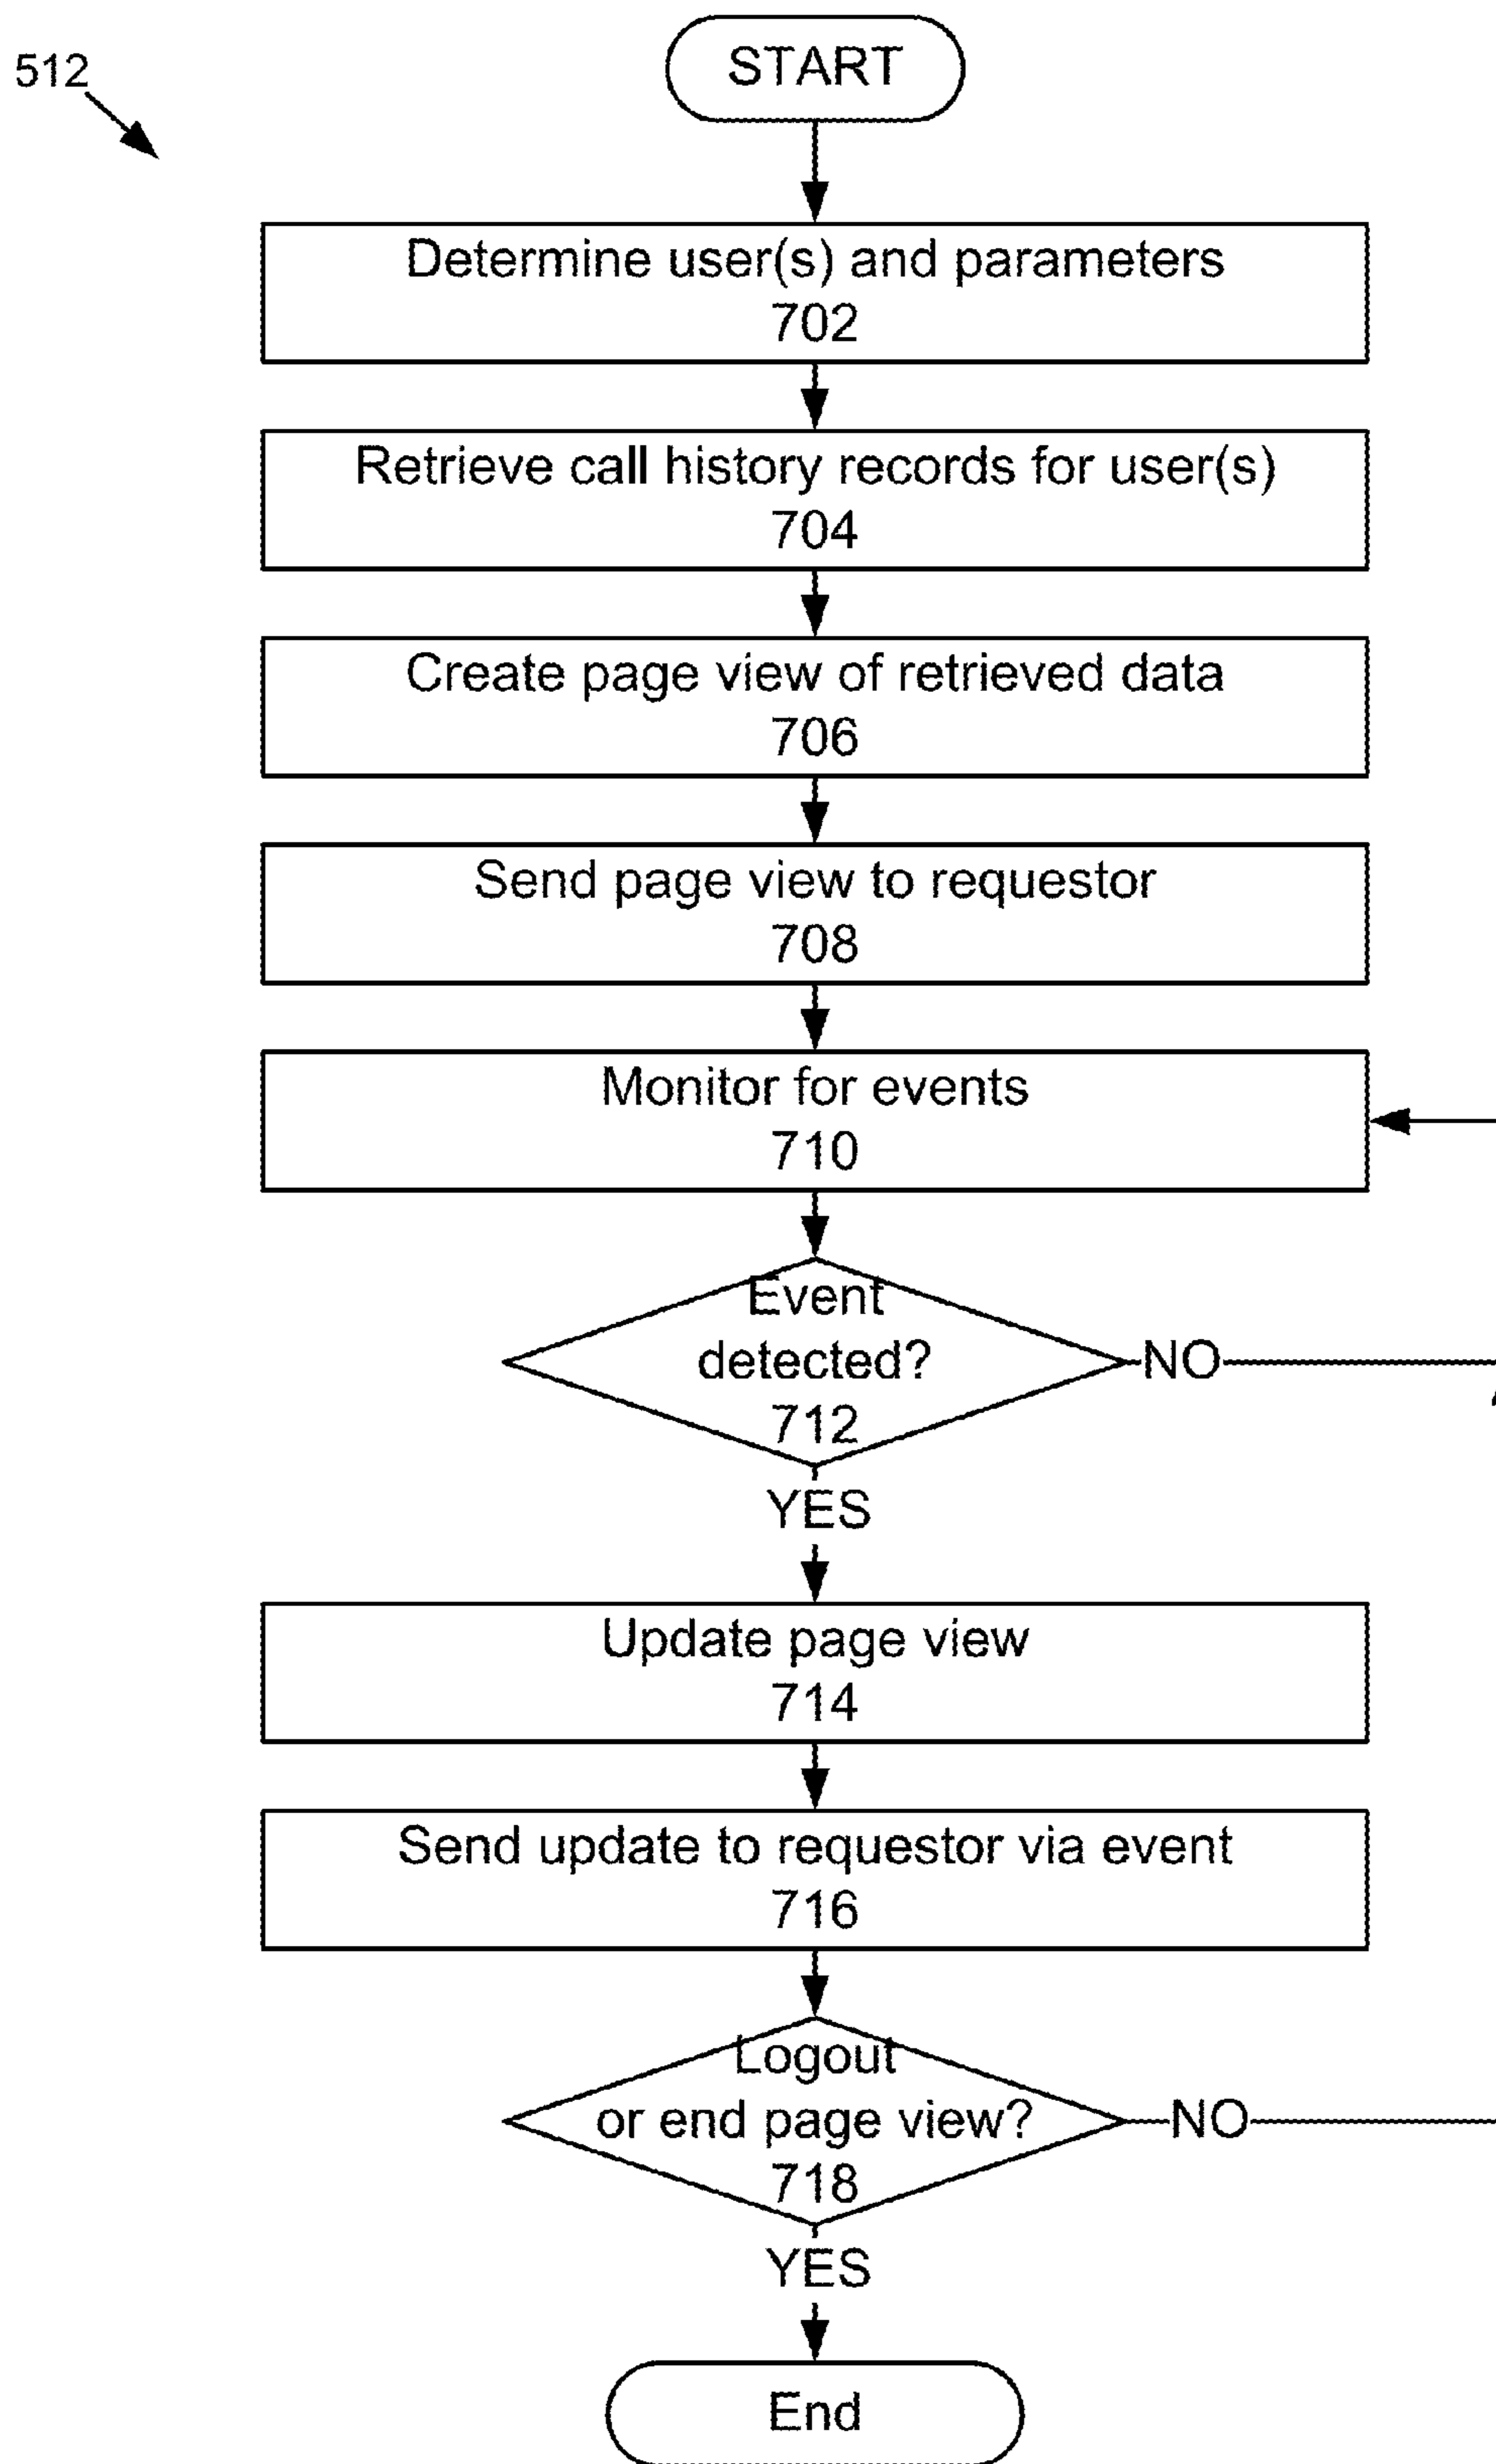 512
START
Determine user(s) and parameters
702
Retrieve call history records for user(s)
704
Create page view of retrieved data
706
Send page view to requestor
708
Monitor for events
710
Event
detected?
712
NO
YES
Update page view
714
Send update to requestor via event
716
Logout
or end page view?
718
NO
YES
End